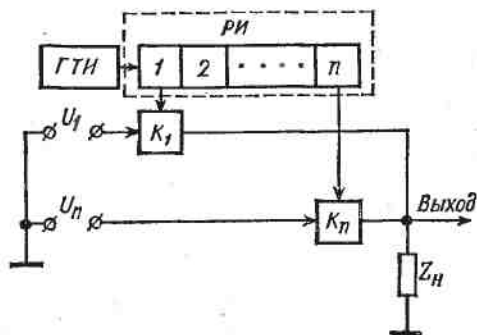 РИ
ГТИ
1 2 · · · · n
U₁
K₁
Uₙ
Kₙ
Выход
Zн